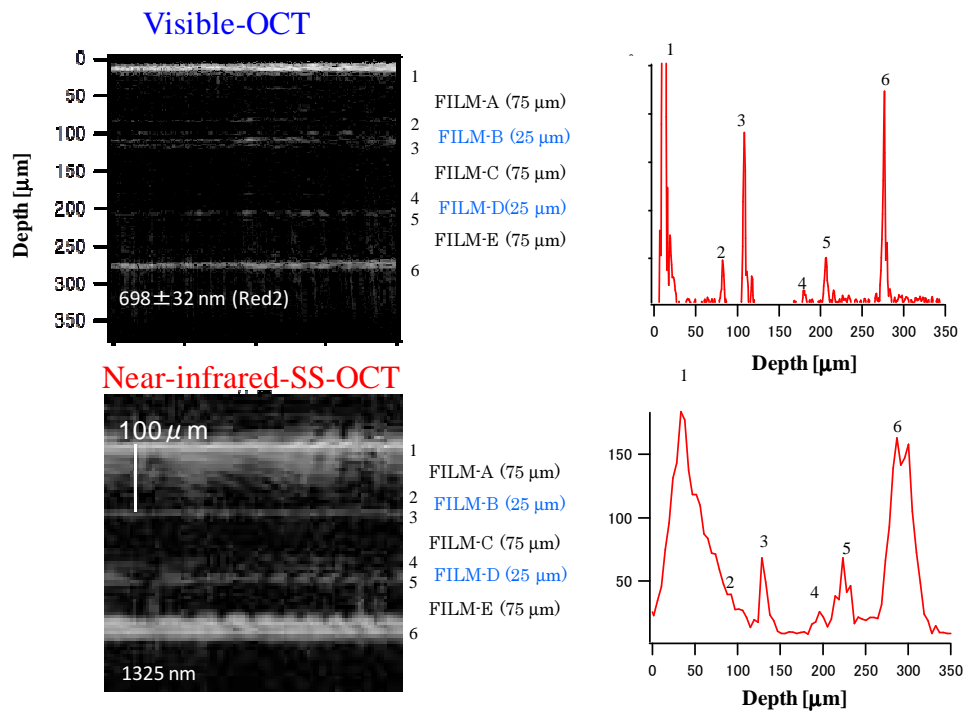 Visible-OCT
Depth [μm]
0
50
100
150
200
250
300
350
698±32 nm (Red2)
1
2
3
4
5
6
FILM-A (75 μm)
FILM-B (25 μm)
FILM-C (75 μm)
FILM-D(25 μm)
FILM-E (75 μm)
1
2
3
4
5
6
0 50 100 150 200 250 300 350
Depth [μm]
Near-infrared-SS-OCT
100μm
1325 nm
1
2
3
4
5
6
FILM-A (75 μm)
FILM-B (25 μm)
FILM-C (75 μm)
FILM-D (25 μm)
FILM-E (75 μm)
150
100
50
1
2
3
4
5
6
0 50 100 150 200 250 300 350
Depth [μm]